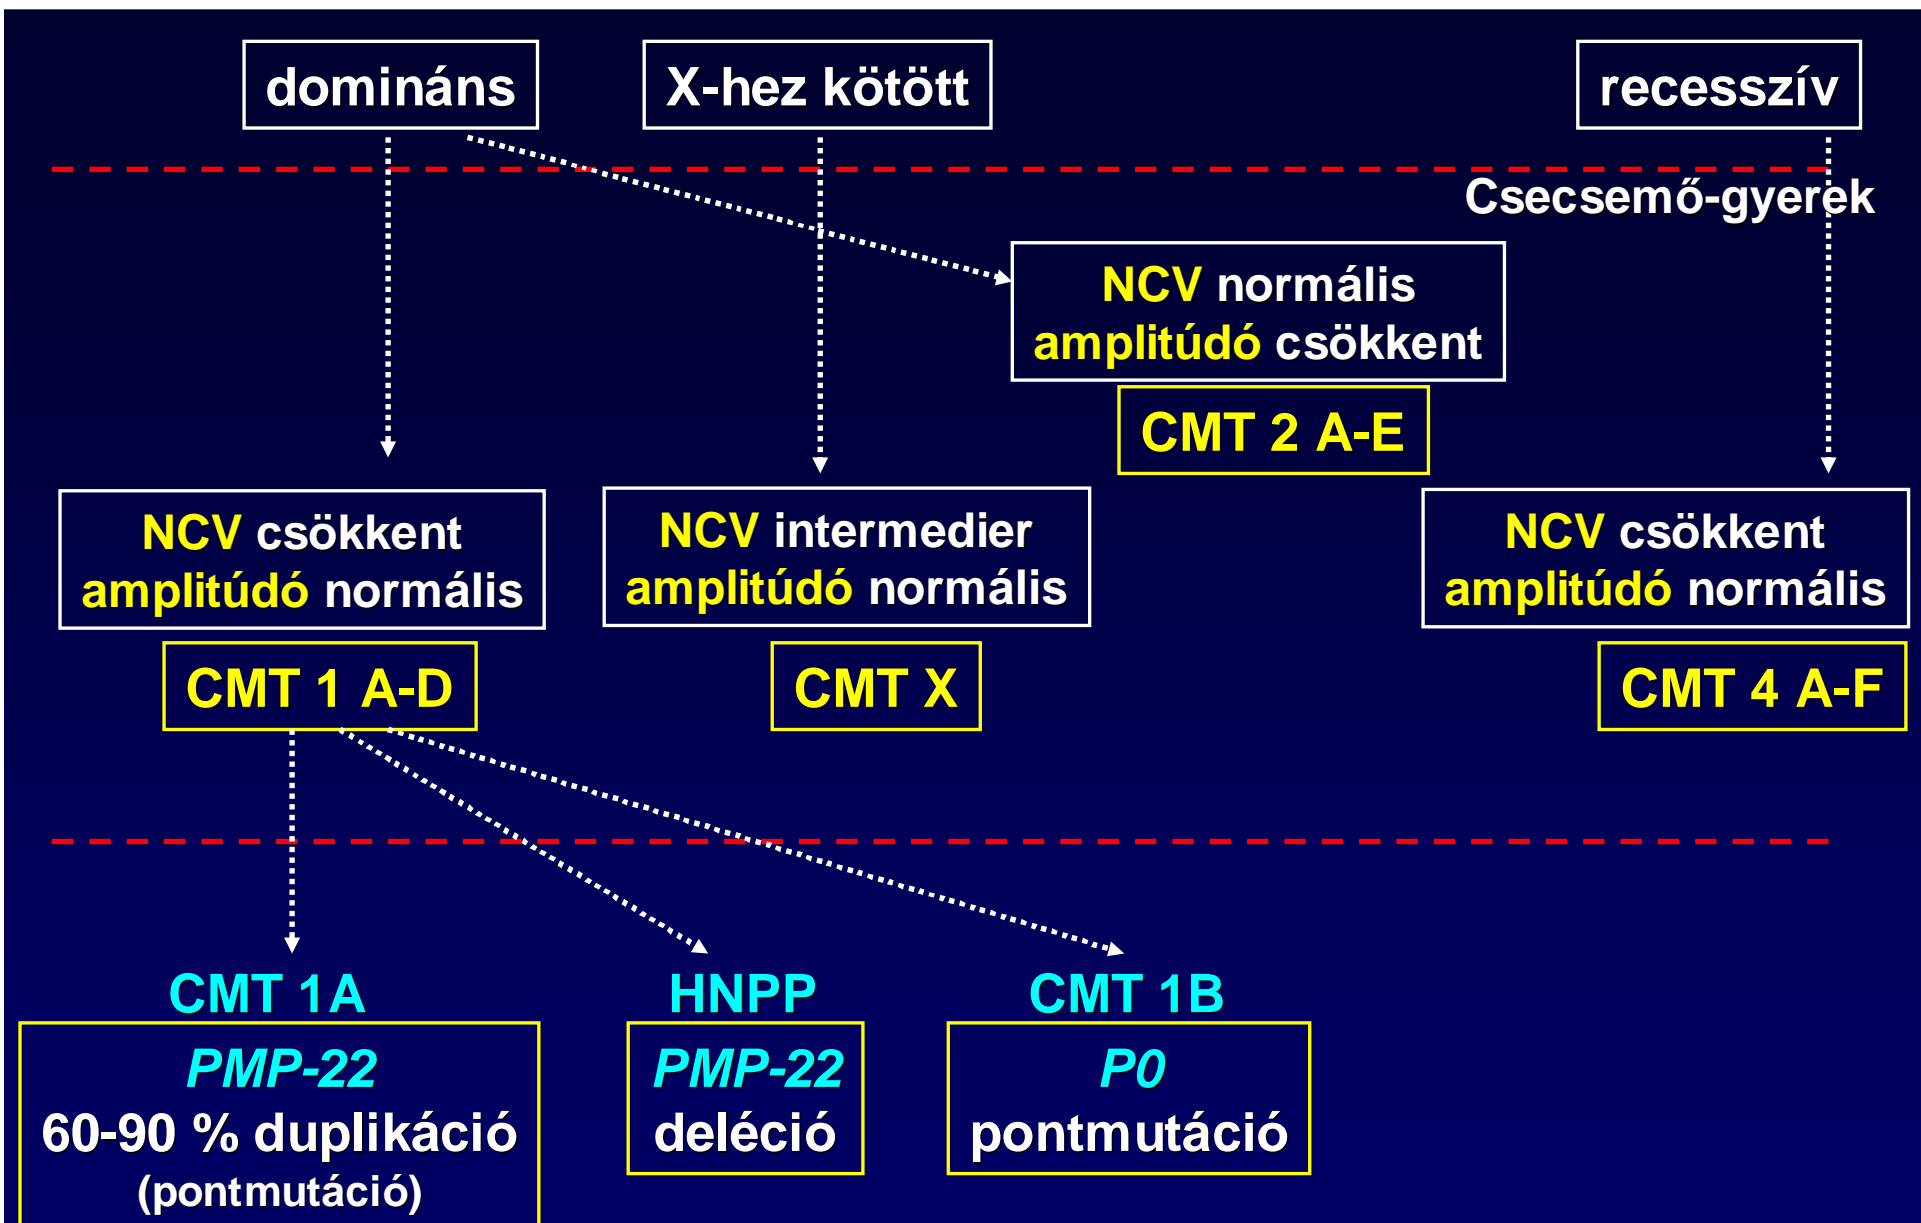 domináns
X-hez kötött
recesszív
Csecsemő-gyerek
NCV normális
amplitúdó csökkent
CMT 2 A-E
NCV csökkent
amplitúdó normális
CMT 1 A-D
NCV intermedier
amplitúdó normális
CMT X
NCV csökkent
amplitúdó normális
CMT 4 A-F
CMT 1A
PMP-22
60-90 % duplikáció
(pontmutáció)
HNPP
PMP-22
deléció
CMT 1B
P0
pontmutáció